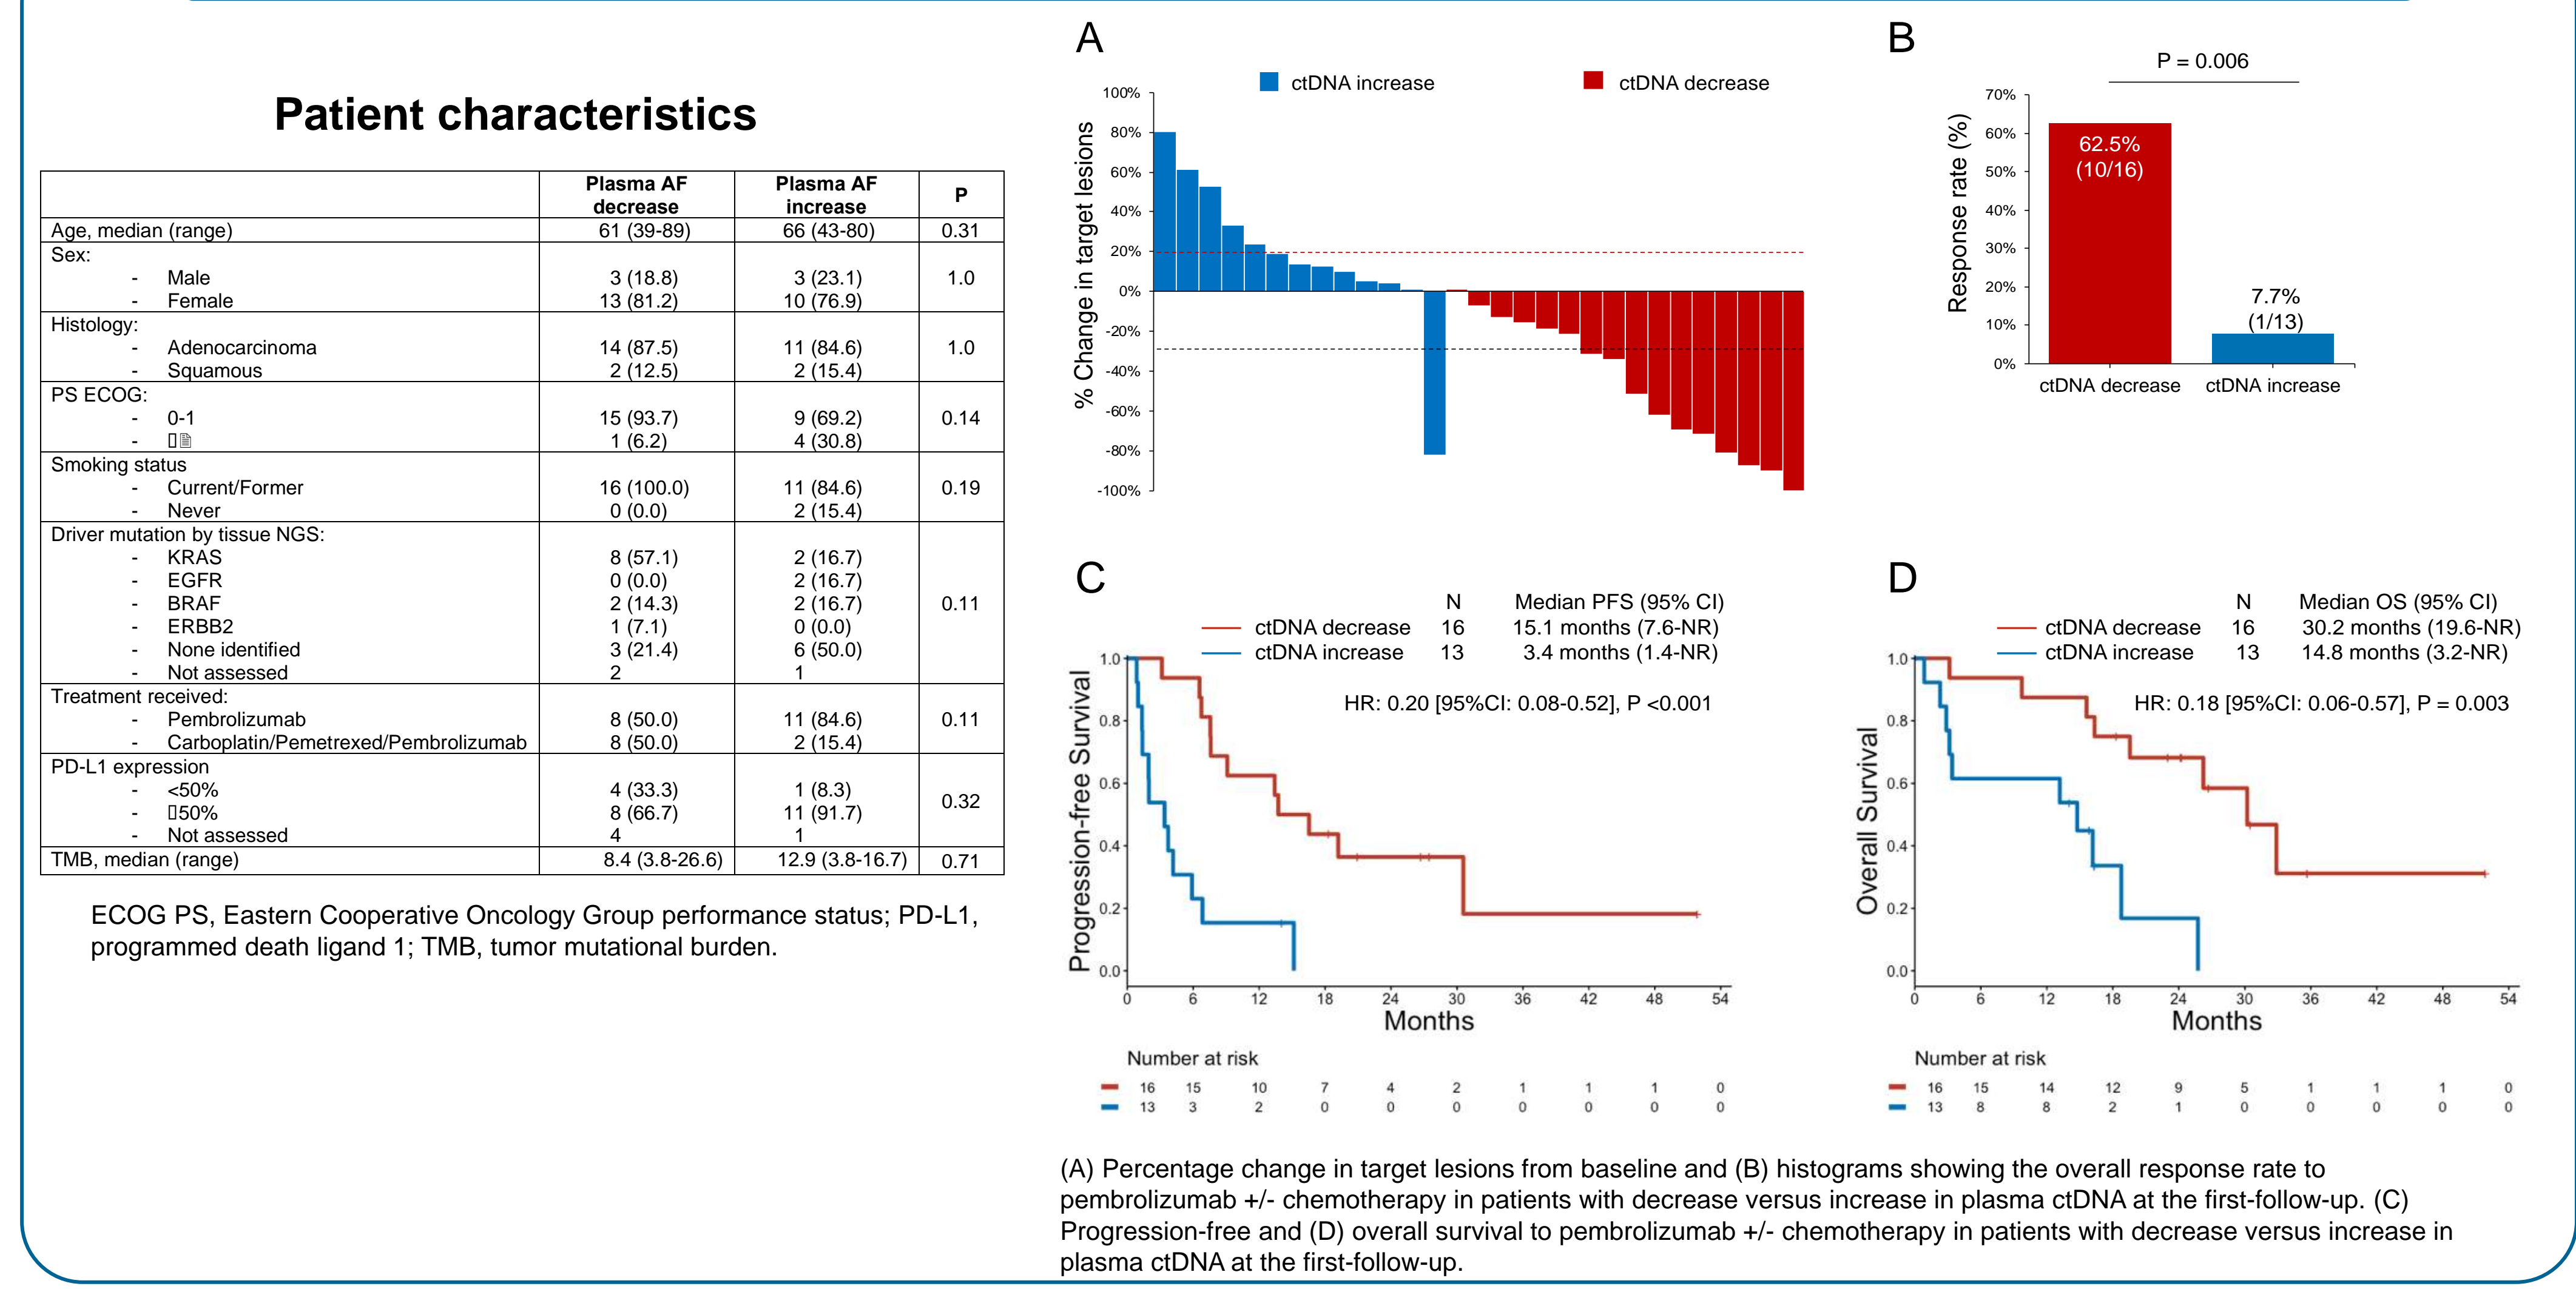 Patient characteristics
Plasma AF decrease Plasma AF increase P
Age, median (range) 61 (39-89) 66 (43-80) 0.31
Sex:
- Male 3 (18.8) 3 (23.1) 1.0
- Female 13 (81.2) 10 (76.9)
Histology:
- Adenocarcinoma 14 (87.5) 11 (84.6) 1.0
- Squamous 2 (12.5) 2 (15.4)
PS ECOG:
- 0-1 15 (93.7) 9 (69.2) 0.14
- 1 (6.2) 4 (30.8)
Smoking status
- Current/Former 16 (100.0) 11 (84.6) 0.19
- Never 0 (0.0) 2 (15.4)
Driver mutation by tissue NGS:
- KRAS 8 (57.1) 2 (16.7)
- EGFR 0 (0.0) 2 (16.7)
- BRAF 2 (14.3) 2 (16.7) 0.11
- ERBB2 1 (7.1) 0 (0.0)
- None identified 3 (21.4) 6 (50.0)
- Not assessed 2 1
Treatment received:
- Pembrolizumab 8 (50.0) 11 (84.6) 0.11
- Carboplatin/Pemetrexed/Pembrolizumab 8 (50.0) 2 (15.4)
PD-L1 expression
- <50% 4 (33.3) 1 (8.3) 0.32
- 50% 8 (66.7) 11 (91.7)
- Not assessed 4 1
TMB, median (range) 8.4 (3.8-26.6) 12.9 (3.8-16.7) 0.71
ECOG PS, Eastern Cooperative Oncology Group performance status; PD-L1,
programmed death ligand 1; TMB, tumor mutational burden.
A
ctDNA increase ctDNA decrease
% Change in target lesions
100%
80%
60%
40%
20%
0%
-20%
-40%
-60%
-80%
-100%
B
P = 0.006
Response rate (%)
70%
60%
50%
40%
30%
20%
10%
0%
62.5%
(10/16)
7.7%
(1/13)
ctDNA decrease ctDNA increase
C
N Median PFS (95% CI)
ctDNA decrease 16 15.1 months (7.6-NR)
ctDNA increase 13 3.4 months (1.4-NR)
HR: 0.20 [95%CI: 0.08-0.52], P <0.001
Progression-free Survival
1.0
0.8
0.6
0.4
0.2
0.0
0 6 12 18 24 30 36 42 48 54
Months
Number at risk
16 15 10 7 4 2 1 1 1 0
13 3 2 0 0 0 0 0 0 0
D
N Median OS (95% CI)
ctDNA decrease 16 30.2 months (19.6-NR)
ctDNA increase 13 14.8 months (3.2-NR)
HR: 0.18 [95%CI: 0.06-0.57], P = 0.003
Overall Survival
1.0
0.8
0.6
0.4
0.2
0.0
0 6 12 18 24 30 36 42 48 54
Months
Number at risk
16 15 14 12 9 5 1 1 1 0
13 8 8 2 1 0 0 0 0 0
(A) Percentage change in target lesions from baseline and (B) histograms showing the overall response rate to
pembrolizumab +/- chemotherapy in patients with decrease versus increase in plasma ctDNA at the first-follow-up. (C)
Progression-free and (D) overall survival to pembrolizumab +/- chemotherapy in patients with decrease versus increase in
plasma ctDNA at the first-follow-up.